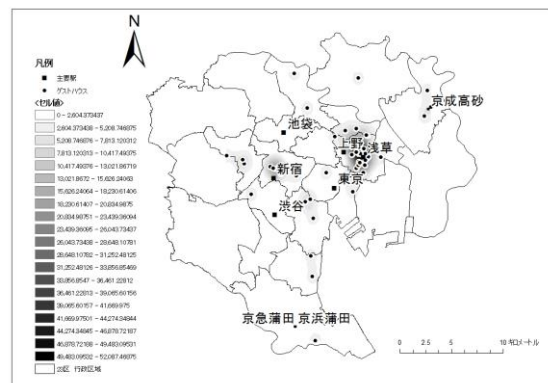 N
凡例
主要駅
ゲストハウス
<セル値>
0 - 2,604.373437
2,604.373438 - 5,208.746875
5,208.746876 - 7,813.120312
7,813.120313 - 10,417.49375
10,417.49376 - 13,021.86719
13,021.8672 - 15,626.24063
15,626.24064 - 18,230.61406
18,230.61407 - 20,834.9875
20,834.98751 - 23,439.36094
23,439.36095 - 26,043.73437
26,043.73438 - 28,648.10781
28,648.10782 - 31,252.48125
31,252.48126 - 33,856.85469
33,856.8547 - 36,461.22812
36,461.22813 - 39,065.60156
39,065.60157 - 41,669.975
41,669.97501 - 44,274.34844
44,274.34845 - 46,878.72187
46,878.72188 - 49,483.09531
49,483.09532 - 52,087.46875
23区 行政区域
京成高砂
池袋
上野
浅草
新宿
東京
渋谷
京急蒲田
京浜蒲田
0 2.5 5 10 キロメートル